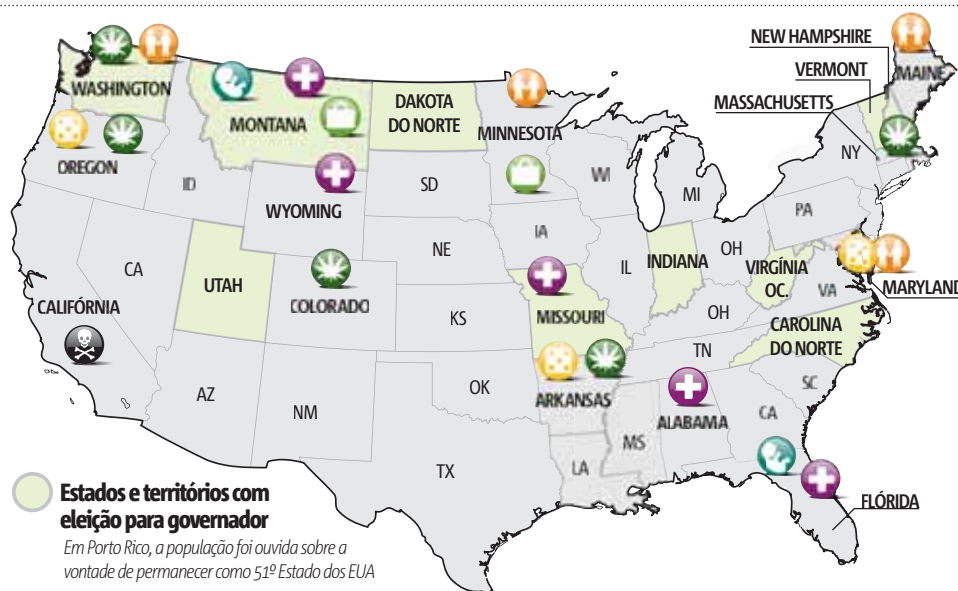 NEW HAMPSHIRE
VERMONT
MASSACHUSETTS
MAINE
WASHINGTON
MONTANA
DAKOTA
DO NORTE
MINNESOTA
OREGON
ID
WYOMING
SD
WI
MI
NY
PA
IA
NE
CA
UTAH
COLORADO
IL
INDIANA
OH
VIRGÍNIA
OC.
VA
MARYLAND
CALIFÓRNIA
KS
MISSOURI
OH
CAROLINA
DO NORTE
TN
AZ
NM
OK
ARKANSAS
SC
MS
ALABAMA
CA
LA
TX
FLÓRIDA
Estados e territórios com
eleição para governador
Em Porto Rico, a população foi ouvida sobre a
vontade de permanecer como 51º Estado dos EUA